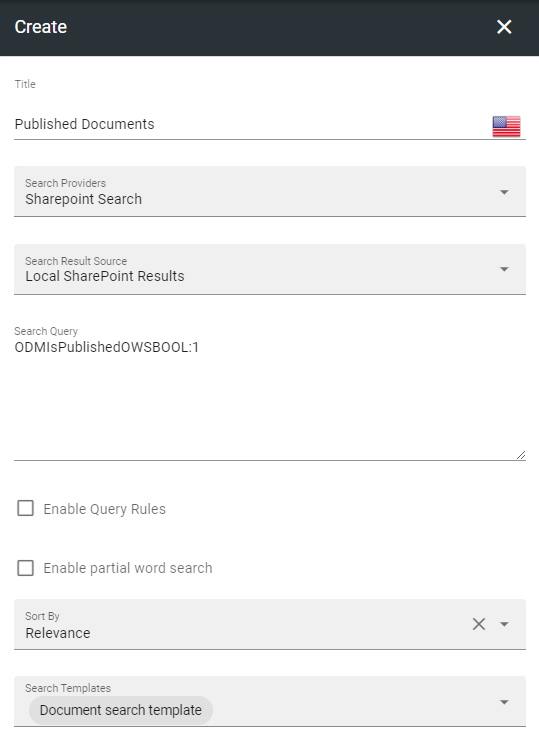 Create
Title
Published Documents
Search Providers
Sharepoint Search
Search Result Source
Local SharePoint Results
Search Query
ODMIsPublishedOWSBOOL:1
Enable Query Rules
Enable partial word search
Sort By
Relevance
Search Templates
Document search template